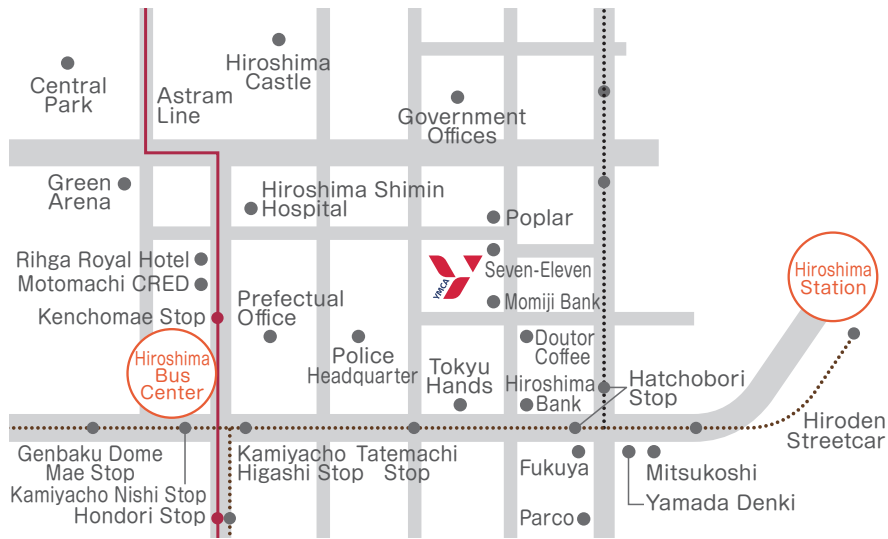 Hiroshima
Castle
Central
Park
Astram
Line
Government
Offices
Green
Arena
Hiroshima Shimin
Hospital
Poplar
Rihga Royal Hotel
Motomachi CRED
Seven-Eleven
YMCA
Momiji Bank
Hiroshima
Station
Prefectual
Office
Kenchomae Stop
Police
Headquarter
Doutor
Coffee
Hiroshima
Bus
Center
Tokyu
Hands
Hiroshima
Bank
Hatchobori
Stop
Hiroden
Streetcar
Genbaku Dome
Mae Stop
Kamiyacho
Higashi Stop
Tatemachi
Stop
Fukuya
Mitsukoshi
Kamiyacho Nishi Stop
Yamada Denki
Hondori Stop
Parco